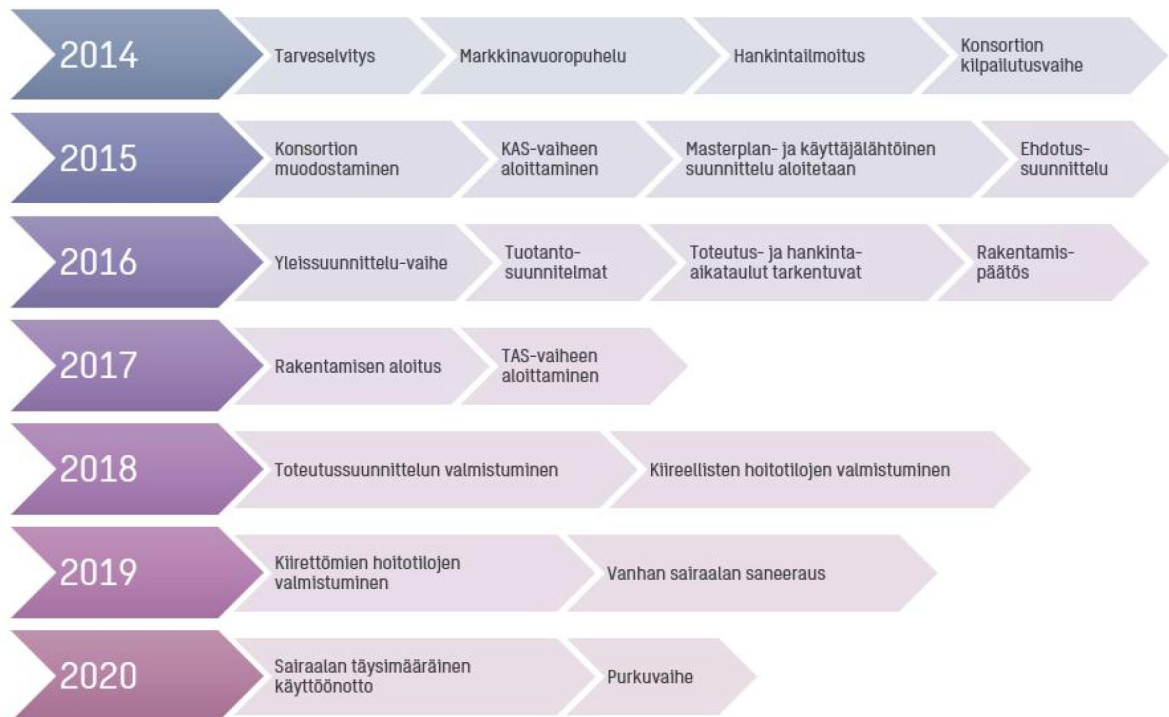 2014
Tarveselvitys
Markkinavuoropuhelu
Hankintailmoitus
Konsortion
kilpailutusvaihe
2015
Konsortion
muodostaminen
KAS-vaiheen
aloittaminen
Masterplan- ja käyttäjälähtöinen
suunnittelu aloitetaan
Ehdotus-
suunnittelu
2016
Yleissuunnittelu-vaihe
Tuotanto-
suunnitelmat
Toteutus- ja hankinta-
aikataulut tarkentuvat
Rakentamis-
päätös
2017
Rakentamisen aloitus
TAS-vaiheen
aloittaminen
2018
Toteutussuunnittelun valmistuminen
Kiireellisten hoitotilojen valmistuminen
2019
Kiirettömien hoitotilojen
valmistuminen
Vanhan sairaalan saneeraus
2020
Sairaalan täysimääräinen
käyttöönotto
Purkuvaihe